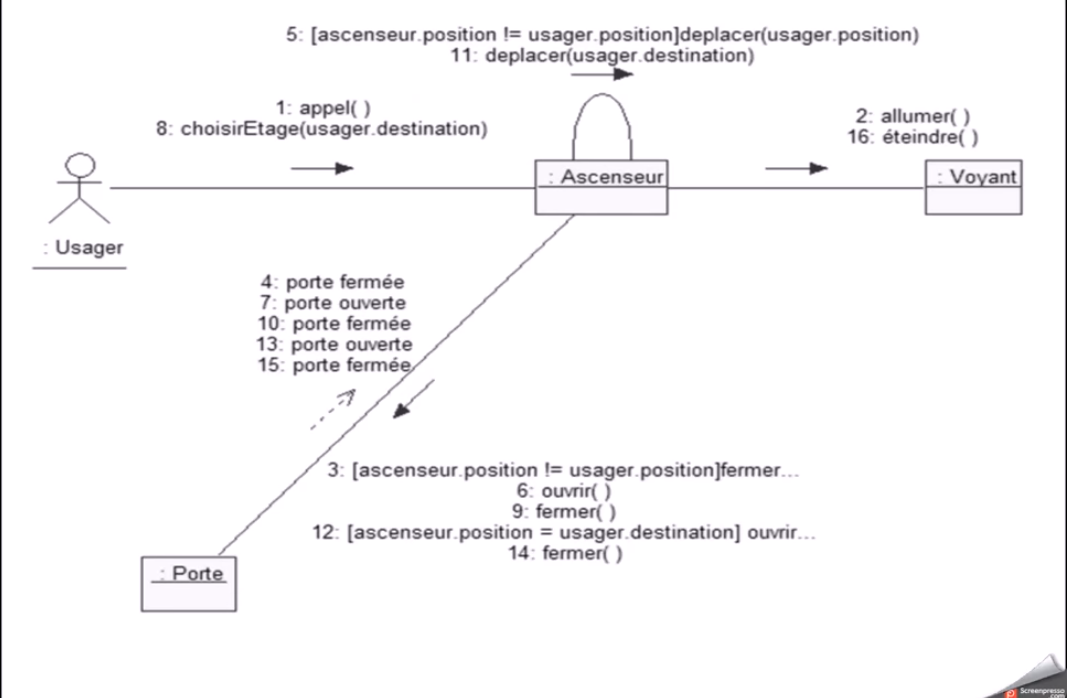 5: [ascenseur.position != usager.position]deplacer(usager.position)
11: deplacer(usager.destination)
1: appel( )
8: choisirEtage(usager.destination)
2: allumer( )
16: éteindre( )
: Ascenseur
: Voyant
: Usager
4: porte fermée
7: porte ouverte
10: porte fermée
13: porte ouverte
15: porte fermée
3: [ascenseur.position != usager.position]fermer...
6: ouvrir( )
9: fermer( )
12: [ascenseur.position = usager.destination] ouvrir...
14: fermer( )
: Porte
Screenpresso
.com